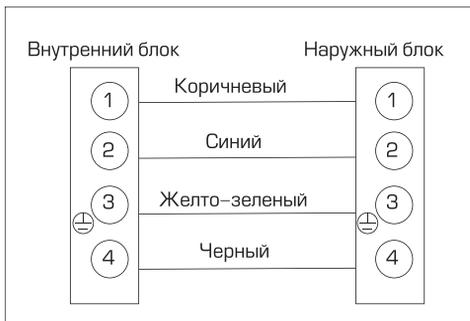 Внутренний блок Наружный блок
1 Коричневый 1
2 Синий 2
3 Желто-зеленый 3
4 Черный 4